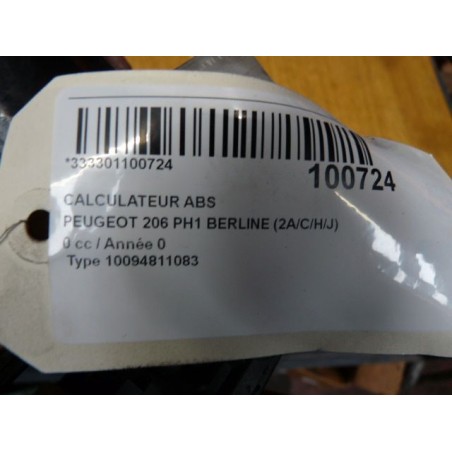 *333301100724
100724
CALCULATEUR ABS
PEUGEOT 206 PH1 BERLINE (2A/C/H/J)
0 cc / Année 0
Type 10094811083